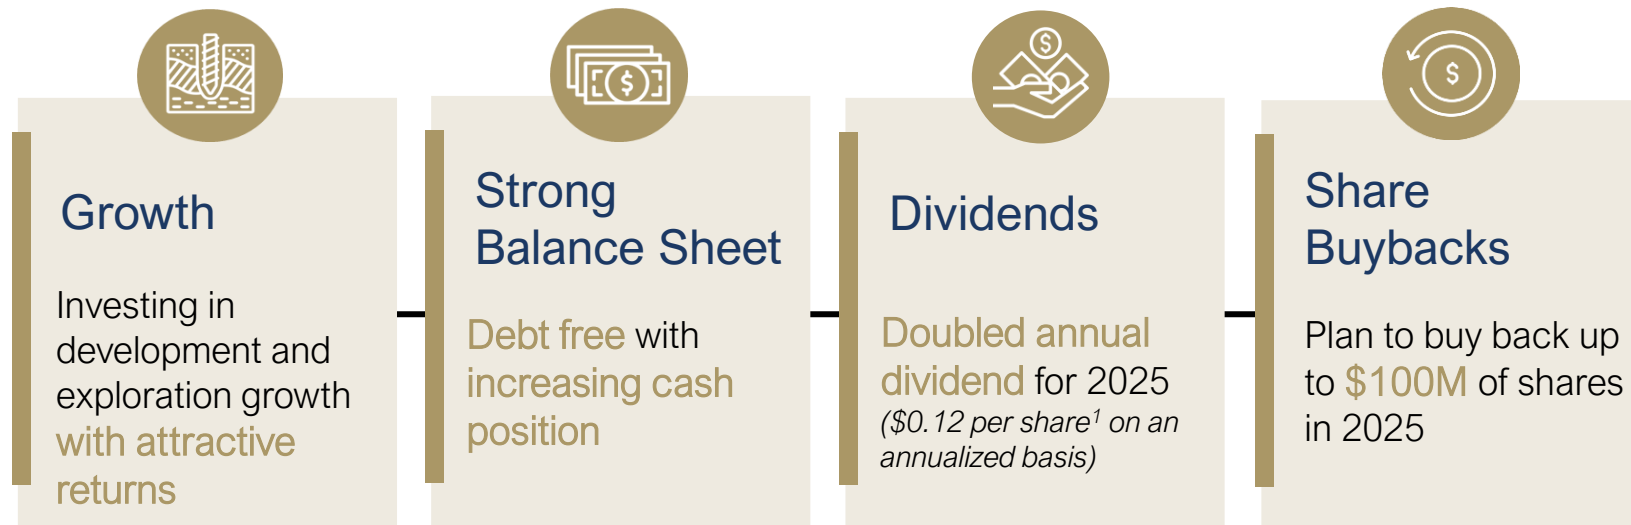 Growth
Investing in
development and
exploration growth
with attractive
returns
Strong
Balance Sheet
Debt free with
increasing cash
position
Dividends
Doubled annual
dividend for 2025
($0.12 per share¹ on an
annualized basis)
Share
Buybacks
Plan to buy back up
to $100M of shares
in 2025